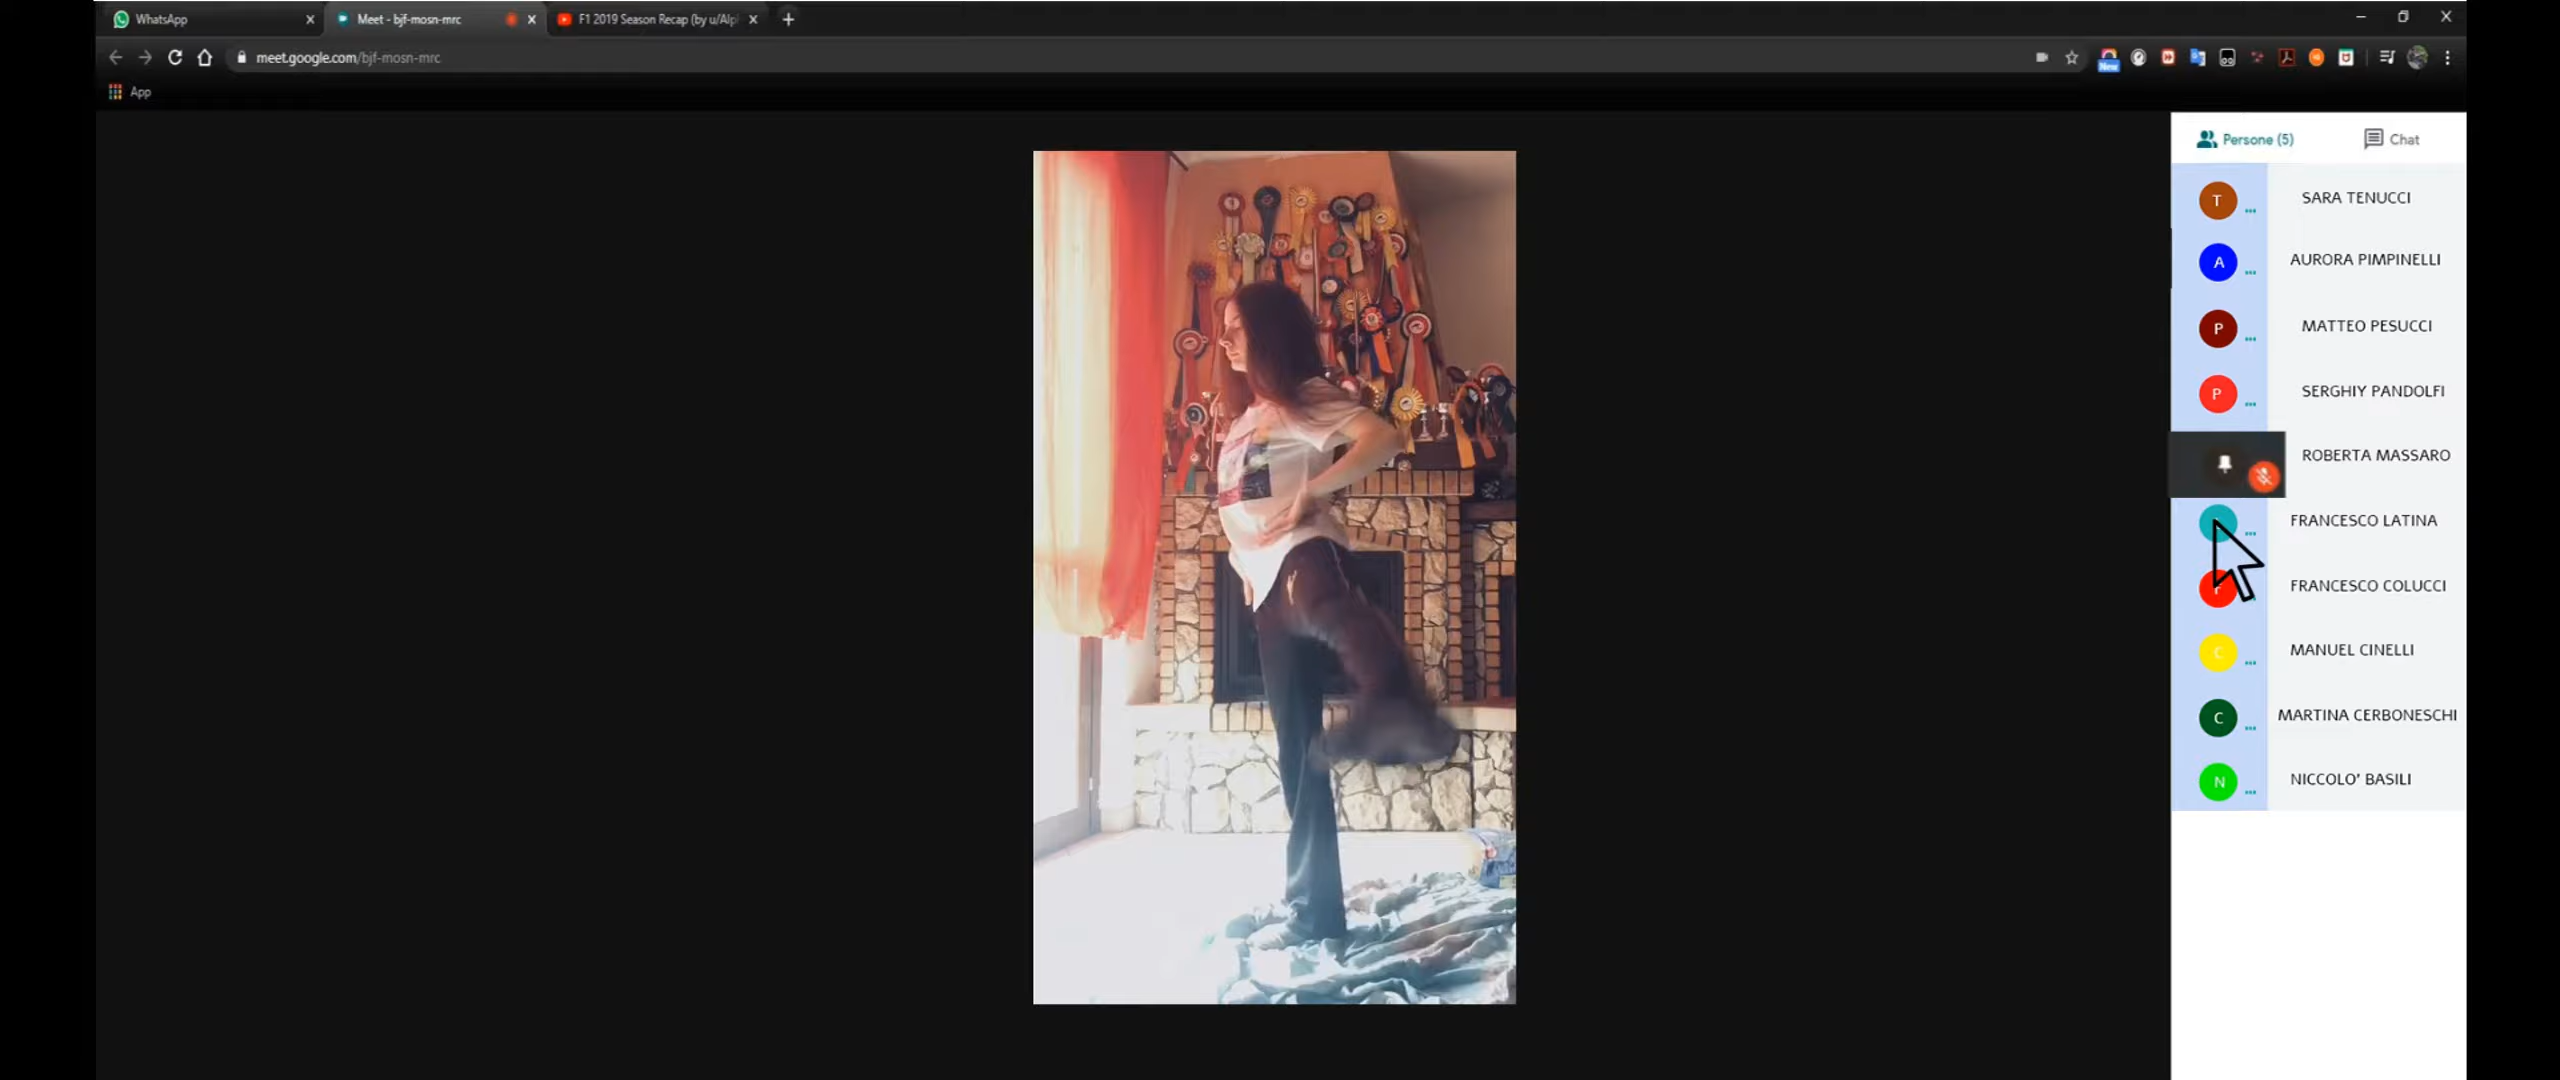 WhatsApp
Meet - bjf-mosn-mrc
F1 2019 Season Recap (by u/Alp
meet.google.com/bjf-mosn-mrc
New
App
Persone (5)
Chat
T
SARA TENUCCI
A
AURORA PIMPINELLI
P
MATTEO PESUCCI
P
SERGHIY PANDOLFI
ROBERTA MASSARO
FRANCESCO LATINA
FRANCESCO COLUCCI
C
MANUEL CINELLI
C
MARTINA CERBONESCHI
N
NICCOLO' BASILI